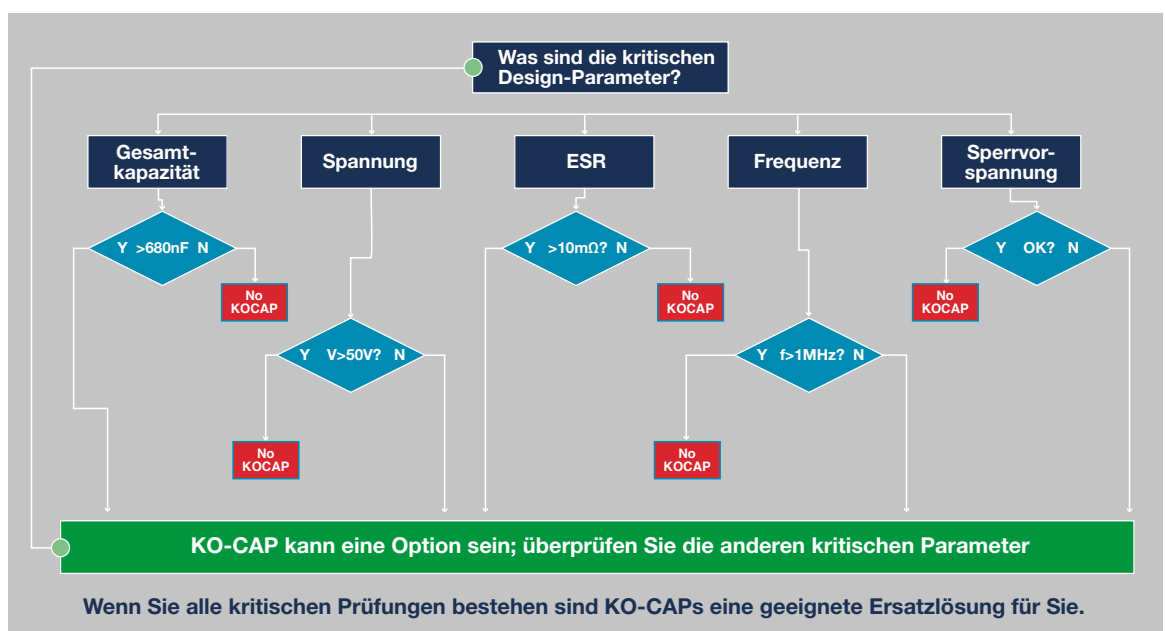 Was sind die kritischen
Design-Parameter?
Gesamt-
kapazität
Spannung
ESR
Frequenz
Sperrvor-
spannung
Y >680nF N
Y >10mΩ? N
Y OK? N
No
KOCAP
No
KOCAP
No
KOCAP
Y V>50V? N
Y f>1MHz? N
No
KOCAP
No
KOCAP
KO-CAP kann eine Option sein; überprüfen Sie die anderen kritischen Parameter
Wenn Sie alle kritischen Prüfungen bestehen sind KO-CAPs eine geeignete Ersatzlösung für Sie.